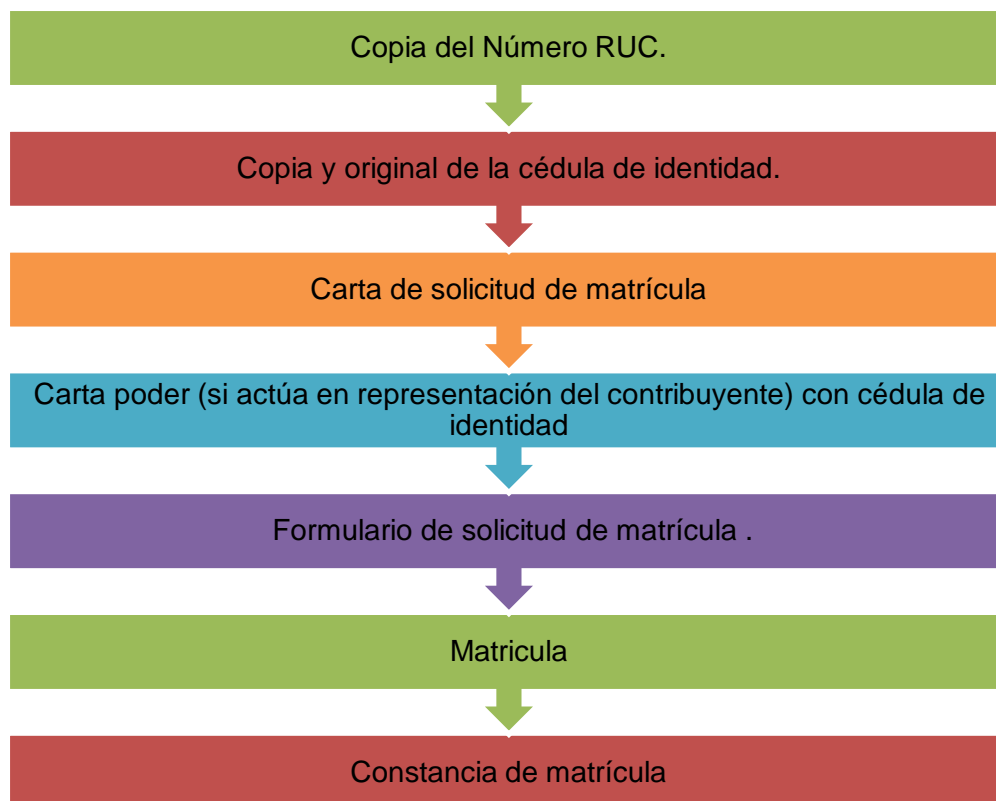 Copia del Número RUC.
Copia y original de la cédula de identidad.
Carta de solicitud de matrícula
Carta poder (si actúa en representación del contribuyente) con cédula de
identidad
Formulario de solicitud de matrícula .
Matricula
Constancia de matrícula